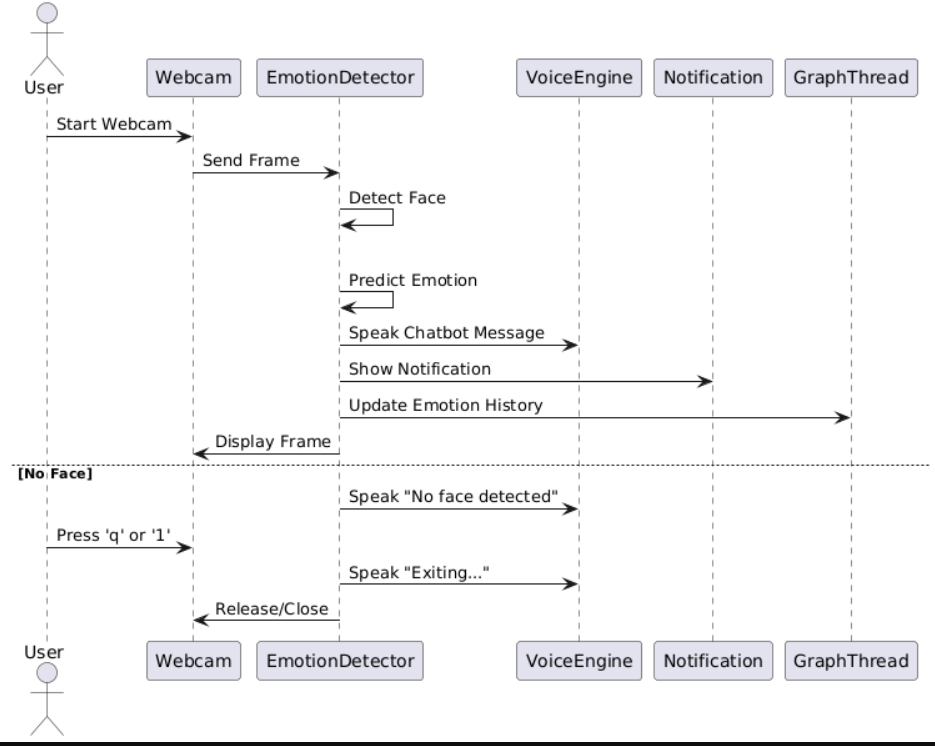 User
Webcam
EmotionDetector
VoiceEngine
Notification
GraphThread
Start Webcam
Send Frame
Detect Face
Predict Emotion
Speak Chatbot Message
Show Notification
Update Emotion History
Display Frame
[No Face]
Speak "No face detected"
Press 'q' or '1'
Speak "Exiting..."
Release/Close
User
Webcam
EmotionDetector
VoiceEngine
Notification
GraphThread